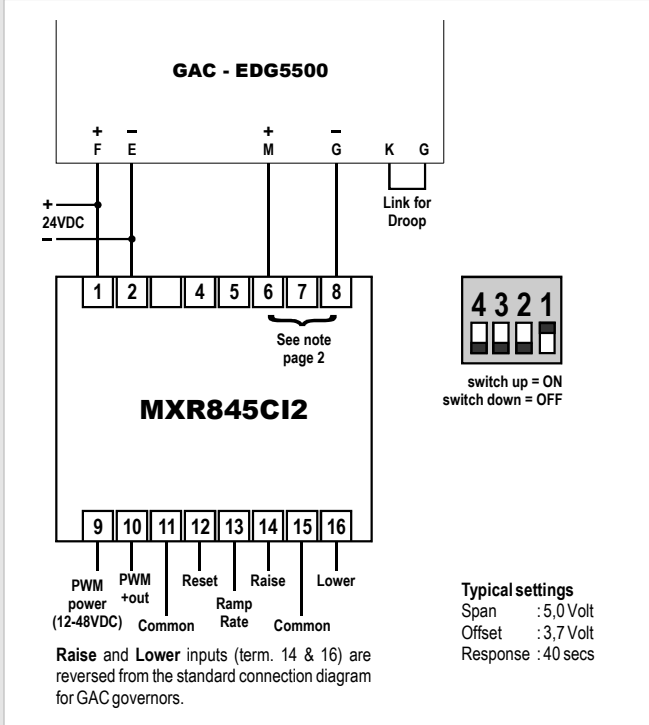 GAC - EDG5500
+ − + −
F E M G K G
Link for
Droop
+
24VDC
−
1 2 4 5 6 7 8
See note
page 2
4 3 2 1
switch up = ON
switch down = OFF
MXR845CI2
9 10 11 12 13 14 15 16
PWM
power
(12-48VDC)
PWM
+out
Common
Reset
Ramp
Rate
Raise
Common
Lower
Raise and Lower inputs (term. 14 & 16) are
reversed from the standard connection diagram
for GAC governors.
Typical settings
Span : 5,0 Volt
Offset : 3,7 Volt
Response : 40 secs